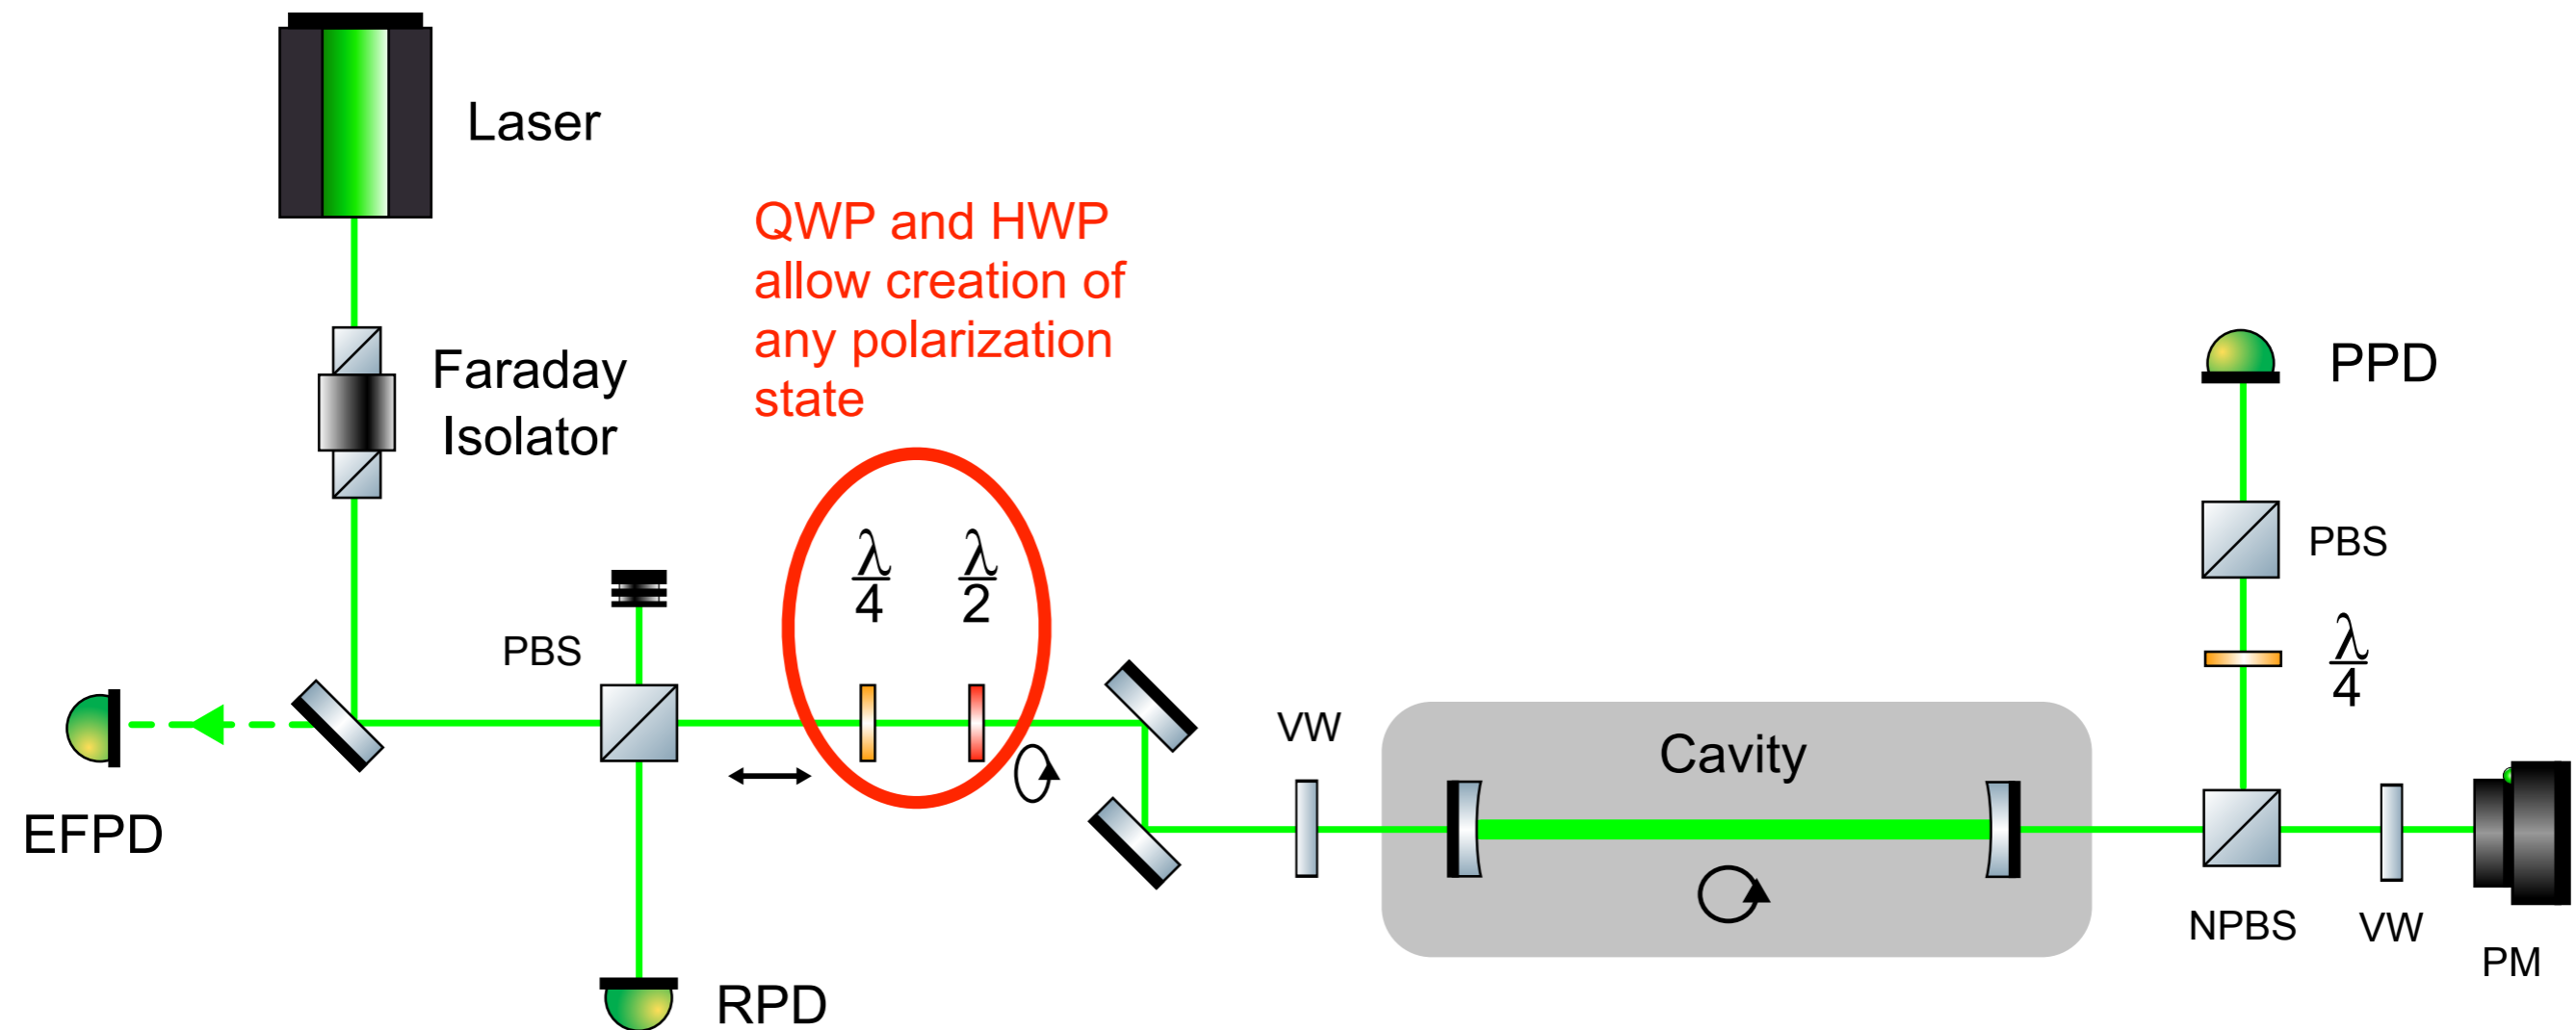 Laser
QWP and HWP
allow creation of
any polarization
state
Faraday
Isolator
PPD
PBS
λ/4
λ/2
PBS
λ/4
VW
Cavity
EFPD
NPBS
VW
PM
RPD